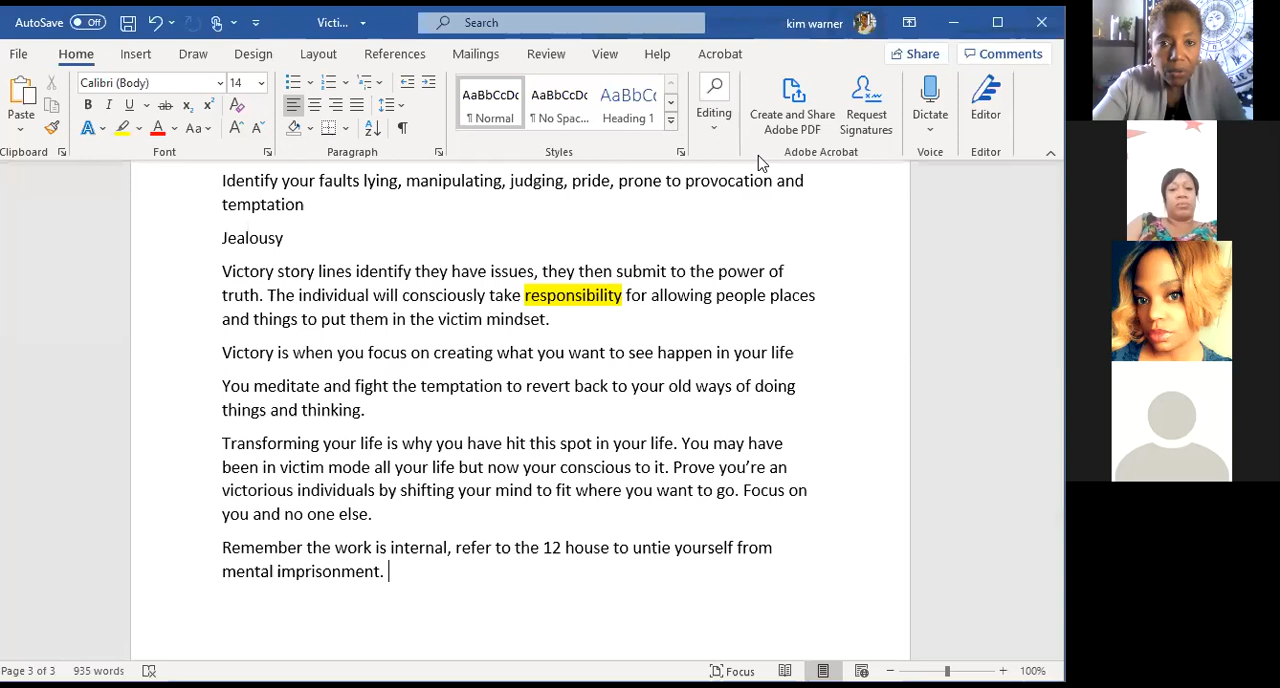 AutoSave Off Victi... Search kim warner
File Home Insert Draw Design Layout References Mailings Review View Help Acrobat Share Comments
Calibri (Body) 14
Paste
B I U ab x₂ x² A
A A Aa A A
AaBbCcDc AaBbCcDc AaBbCc
¶ Normal ¶ No Spac... Heading 1
Editing
Create and Share
Adobe PDF
Request
Signatures
Dictate
Editor
Clipboard Font Paragraph Styles Adobe Acrobat Voice Editor
Identify your faults lying, manipulating, judging, pride, prone to provocation and
temptation
Jealousy
Victory story lines identify they have issues, they then submit to the power of
truth. The individual will consciously take responsibility for allowing people places
and things to put them in the victim mindset.
Victory is when you focus on creating what you want to see happen in your life
You meditate and fight the temptation to revert back to your old ways of doing
things and thinking.
Transforming your life is why you have hit this spot in your life. You may have
been in victim mode all your life but now your conscious to it. Prove you’re an
victorious individuals by shifting your mind to fit where you want to go. Focus on
you and no one else.
Remember the work is internal, refer to the 12 house to untie yourself from
mental imprisonment.
Page 3 of 3 935 words Focus 100%